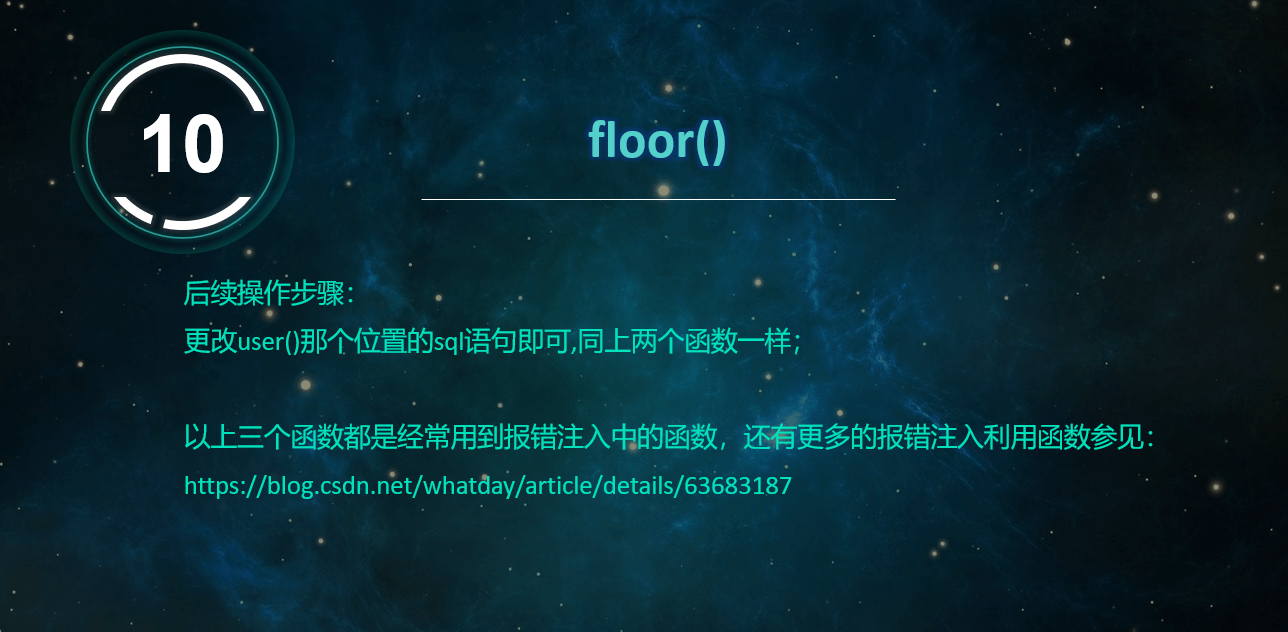 10
floor()
后续操作步骤：
更改user()那个位置的sql语句即可,同上两个函数一样；
以上三个函数都是经常用到报错注入中的函数，还有更多的报错注入利用函数参见：
https://blog.csdn.net/whatday/article/details/63683187